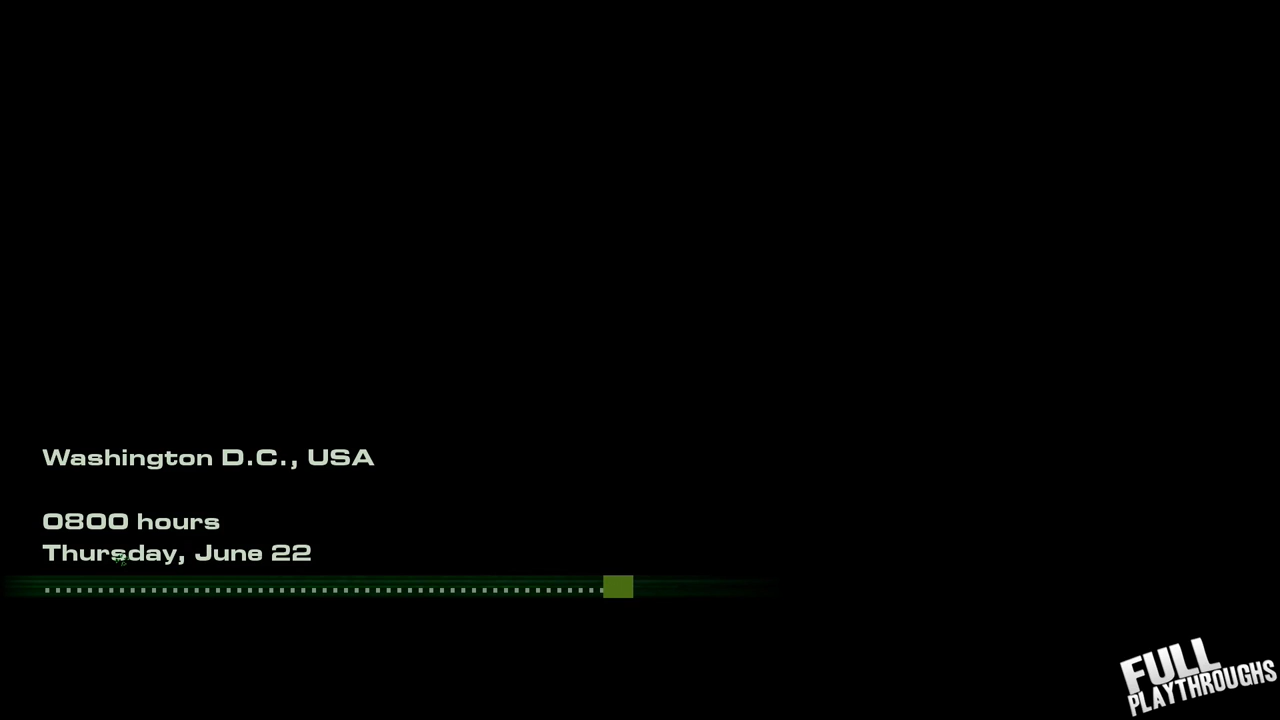 Washington D.C., USA
0800 hours
Thursday, June 22
FULL
PLAYTHROUGHS